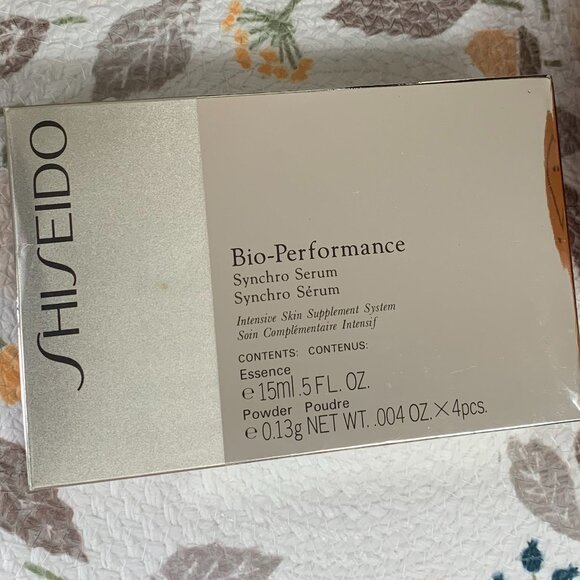 SHISEIDO
Bio-Performance
Synchro Serum
Synchro Sérum
Intensive Skin Supplement System
Soin Complémentaire Intensif
CONTENTS: CONTENUS:
Essence
℮ 15ml .5 FL. OZ.
Powder Poudre
℮ 0.13g NET WT. .004 OZ. × 4pcs.